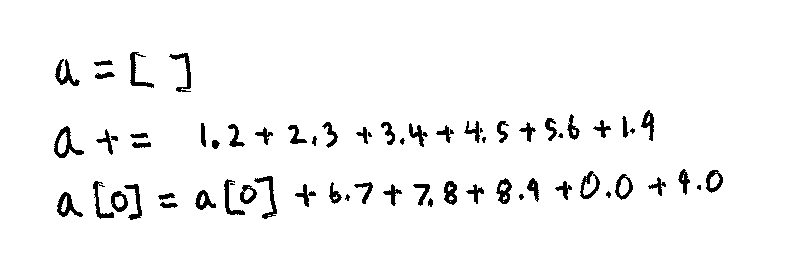 a = [ ]
a += 1.2 + 2.3 + 3.4 + 4.5 + 5.6 + 1.9
a[0] = a[0] + 6.7 + 7.8 + 8.9 + 0.0 + 9.0